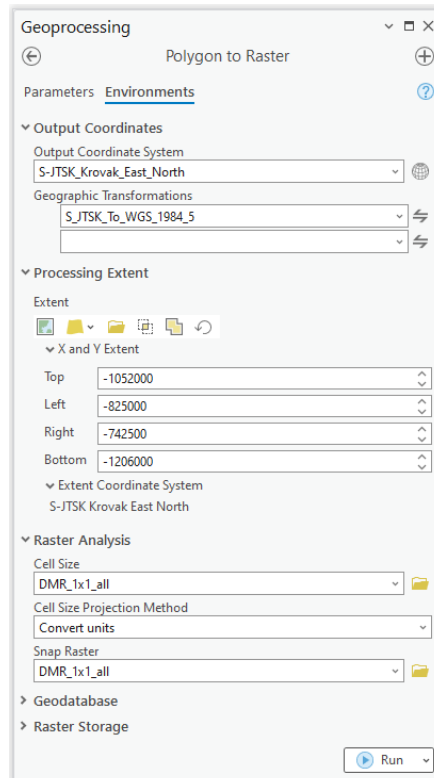 Geoprocessing
Polygon to Raster
Parameters Environments
Output Coordinates
Output Coordinate System
S-JTSK_Krovak_East_North
Geographic Transformations
S_JTSK_To_WGS_1984_5
Processing Extent
Extent
X and Y Extent
Top -1052000
Left -825000
Right -742500
Bottom -1206000
Extent Coordinate System
S-JTSK Krovak East North
Raster Analysis
Cell Size
DMR_1x1_all
Cell Size Projection Method
Convert units
Snap Raster
DMR_1x1_all
Geodatabase
Raster Storage
Run